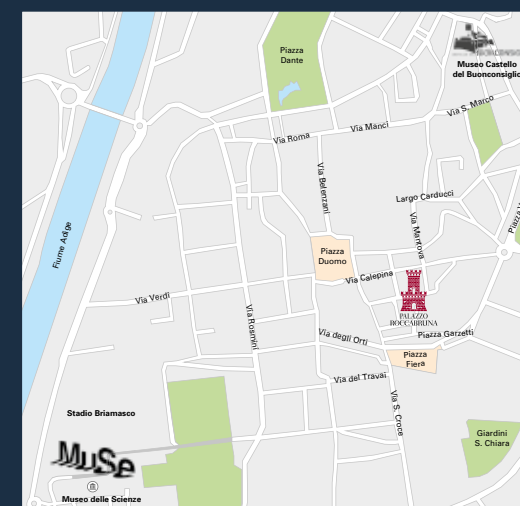 Piazza
Dante
Museo Castello
del Buonconsiglio
Via S. Marco
Via Manci
Via Roma
Via Belenzani
Largo Carducci
Via Mantova
Fiume Adige
Piazza
Duomo
Via Calepina
PALAZZO
ROCCABRUNA
Via Verdi
Via Rosmini
Via degli Orti
Piazza Garzetti
Piazza
Fiera
Via del Travai
Via S. Croce
Stadio Briamasco
Giardini
S. Chiara
MuSe
Museo delle Scienze